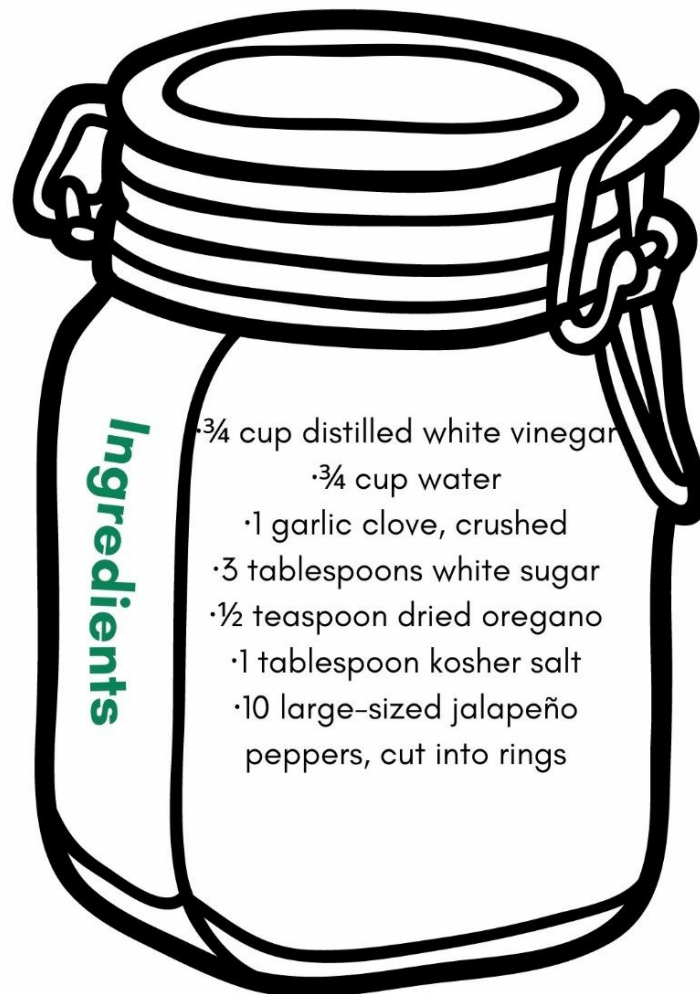 Ingredients
·¾ cup distilled white vinegar
·¾ cup water
·1 garlic clove, crushed
·3 tablespoons white sugar
·½ teaspoon dried oregano
·1 tablespoon kosher salt
·10 large-sized jalapeño
peppers, cut into rings